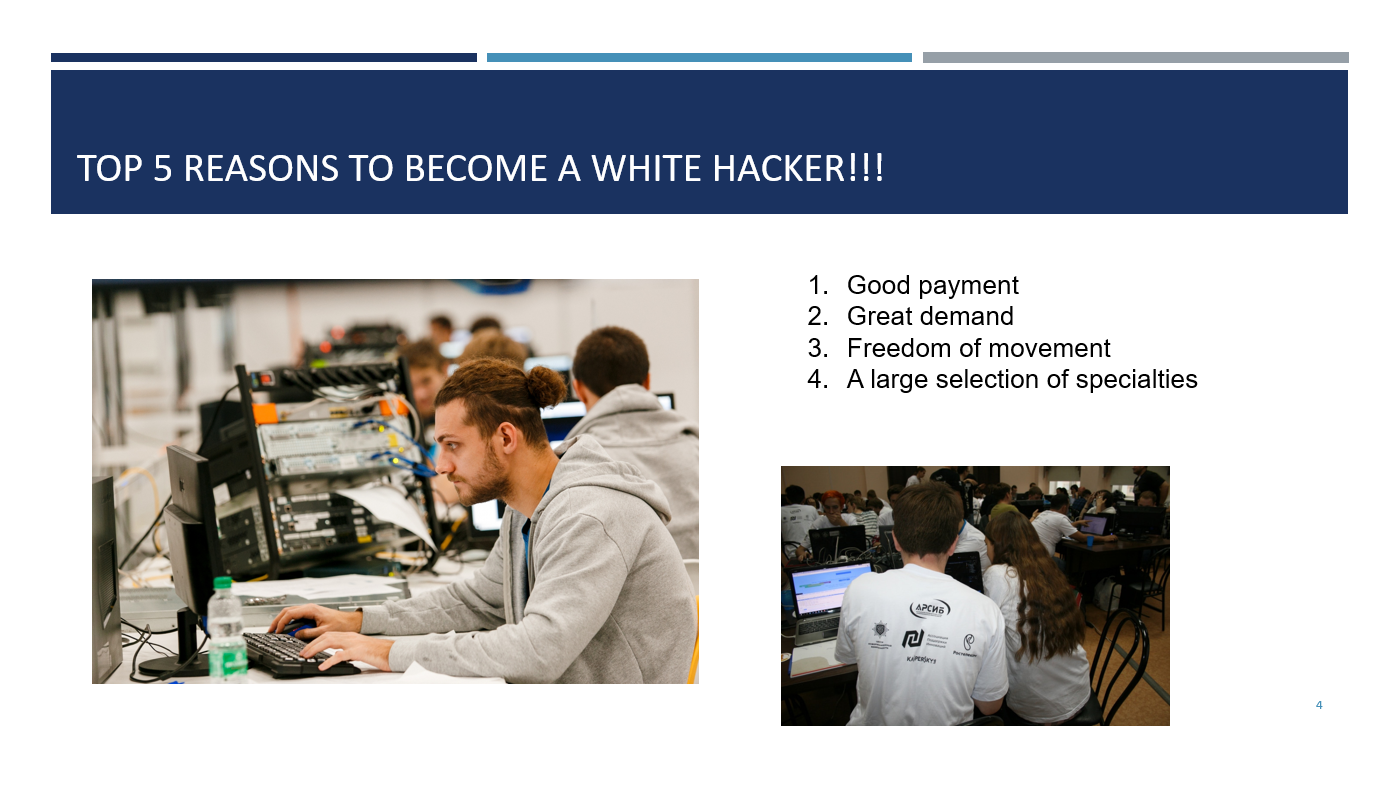 TOP 5 REASONS TO BECOME A WHITE HACKER!!!
1. Good payment
2. Great demand
3. Freedom of movement
4. A large selection of specialties
АРСИБ
4